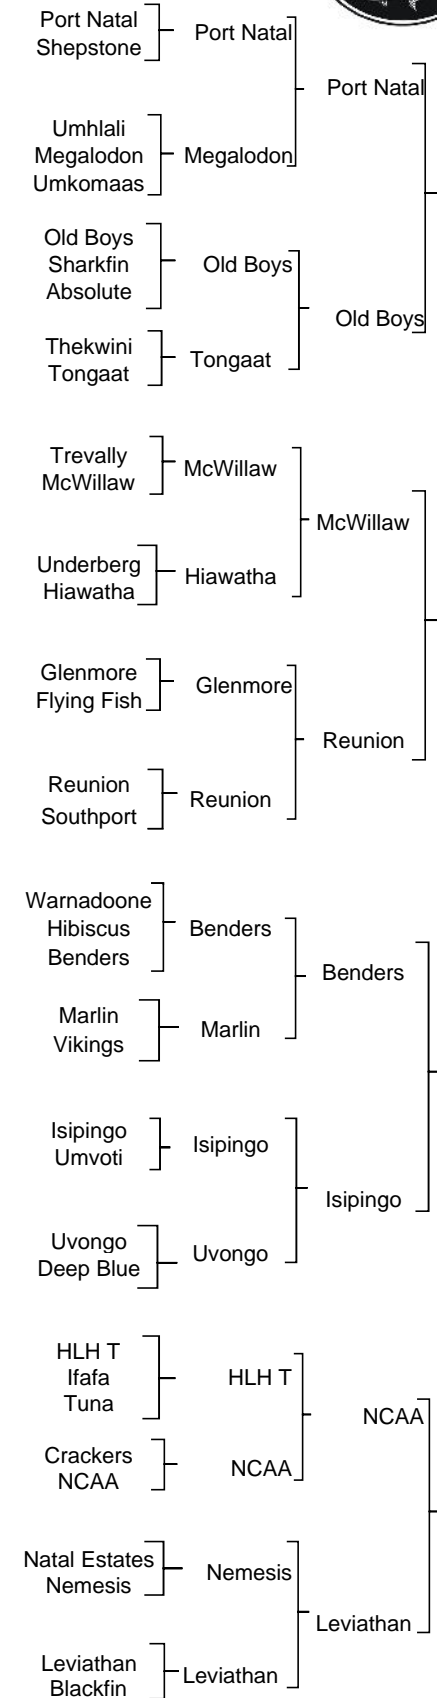 Port Natal
Shepstone
Port Natal
Port Natal
Umhlali
Megalodon
Umkomaas
Megalodon
Old Boys
Sharkfin
Absolute
Old Boys
Old Boys
Thekwini
Tongaat
Tongaat
Trevally
McWillaw
McWillaw
McWillaw
Underberg
Hiawatha
Hiawatha
Glenmore
Flying Fish
Glenmore
Reunion
Reunion
Southport
Reunion
Warnadoone
Hibiscus
Benders
Benders
Benders
Marlin
Vikings
Marlin
Isipingo
Umvoti
Isipingo
Isipingo
Uvongo
Deep Blue
Uvongo
HLH T
Ifafa
Tuna
HLH T
NCAA
Crackers
NCAA
NCAA
Natal Estates
Nemesis
Nemesis
Leviathan
Leviathan
Blackfin
Leviathan